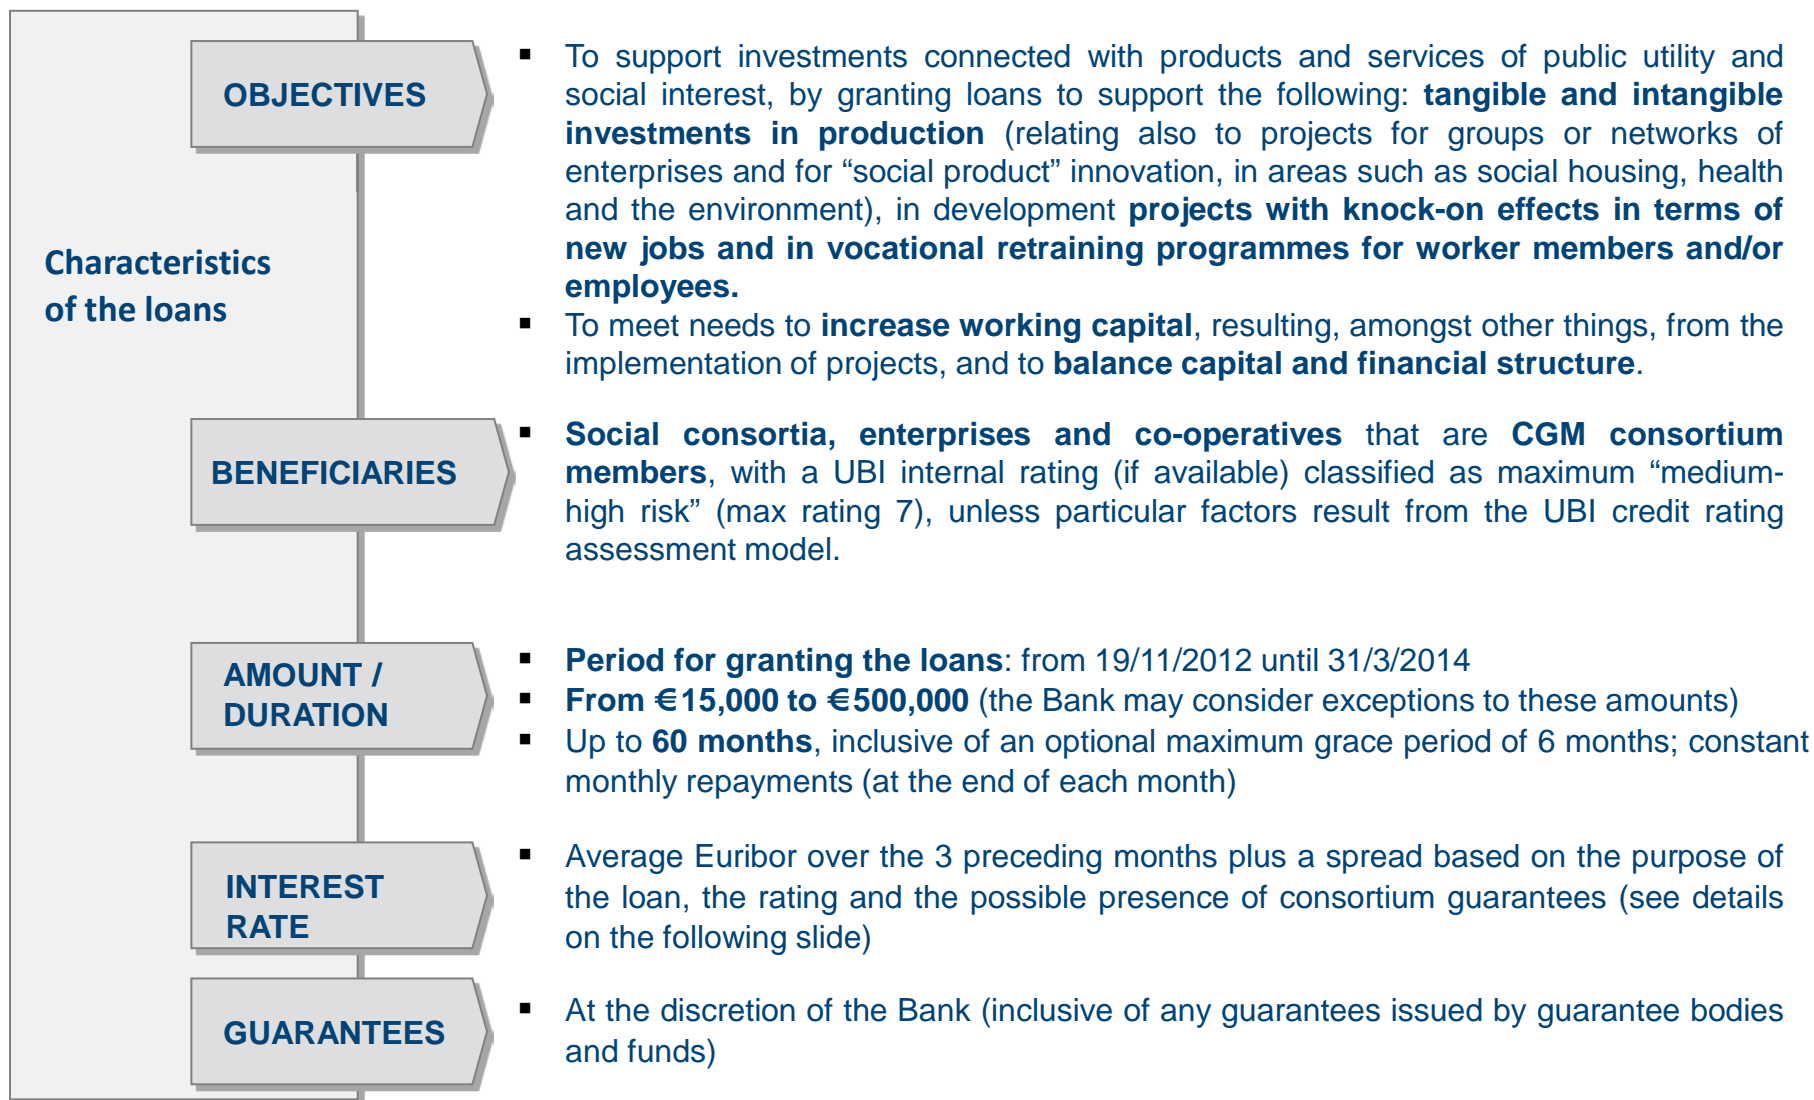 Characteristics
of the loans
OBJECTIVES
▪ To support investments connected with products and services of public utility and
social interest, by granting loans to support the following: tangible and intangible
investments in production (relating also to projects for groups or networks of
enterprises and for “social product” innovation, in areas such as social housing, health
and the environment), in development projects with knock-on effects in terms of
new jobs and in vocational retraining programmes for worker members and/or
employees.
▪ To meet needs to increase working capital, resulting, amongst other things, from the
implementation of projects, and to balance capital and financial structure.
BENEFICIARIES
▪ Social consortia, enterprises and co-operatives that are CGM consortium
members, with a UBI internal rating (if available) classified as maximum “medium-
high risk” (max rating 7), unless particular factors result from the UBI credit rating
assessment model.
AMOUNT /
DURATION
▪ Period for granting the loans: from 19/11/2012 until 31/3/2014
▪ From €15,000 to €500,000 (the Bank may consider exceptions to these amounts)
▪ Up to 60 months, inclusive of an optional maximum grace period of 6 months; constant
monthly repayments (at the end of each month)
INTEREST
RATE
▪ Average Euribor over the 3 preceding months plus a spread based on the purpose of
the loan, the rating and the possible presence of consortium guarantees (see details
on the following slide)
GUARANTEES
▪ At the discretion of the Bank (inclusive of any guarantees issued by guarantee bodies
and funds)